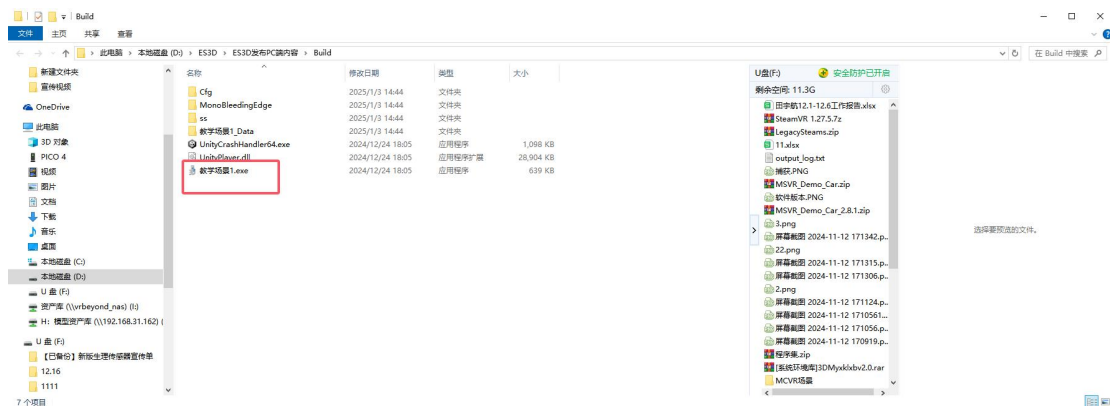 Build
文件 主页 共享 查看
此电脑 › 本地磁盘 (D:) › ES3D › ES3D发布PC端内容 › Build
在 Build 中搜索
新建文件夹
宣传视频
OneDrive
此电脑
3D 对象
PICO 4
视频
图片
文档
下载
音乐
桌面
本地磁盘 (C:)
本地磁盘 (D:)
U 盘 (F:)
资产库 (\\vrbeyond_nas) (I:)
H: 模型资产库 (\\192.168.31.162) (
U 盘 (F:)
【已备份】新版生理传感器宣传单
12.16
1111
7 个项目
名称 修改日期 类型 大小
Cfg 2025/1/3 14:44 文件夹
MonoBleedingEdge 2025/1/3 14:44 文件夹
ss 2025/1/3 14:44 文件夹
教学场景1_Data 2025/1/3 14:44 文件夹
UnityCrashHandler64.exe 2024/12/24 18:05 应用程序 1,098 KB
UnityPlayer.dll 2024/12/24 18:05 应用程序扩展 28,904 KB
教学场景1.exe 2024/12/24 18:05 应用程序 639 KB
U盘(F:) 安全防护已开启
剩余空间: 11.3G
田宇航12.1-12.6工作报告.xlsx
SteamVR 1.27.5.7z
LegacySteams.zip
11.xlsx
output_log.txt
捕获.PNG
MSVR_Demo_Car.zip
软件版本.PNG
MSVR_Demo_Car_2.8.1.zip
3.png
屏幕截图 2024-11-12 171342.p...
22.png
屏幕截图 2024-11-12 171315.p...
屏幕截图 2024-11-12 171306.p...
2.png
屏幕截图 2024-11-12 171124.p...
屏幕截图 2024-11-12 1710561...
屏幕截图 2024-11-12 171056.p...
屏幕截图 2024-11-12 170919.p...
程序集.zip
[系统环境库]3DMyxklxbv2.0.rar
MCVR场景
选择要预览的文件。